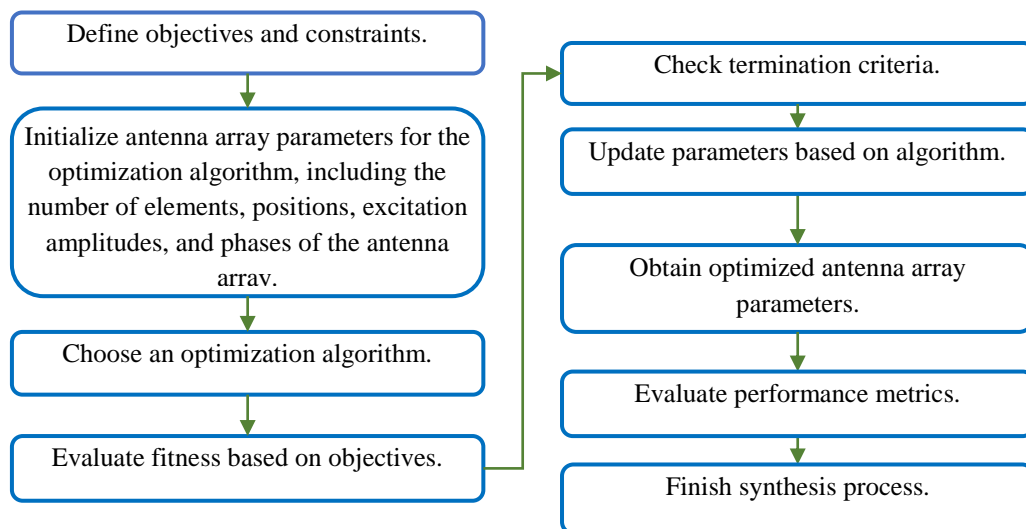 Define objectives and constraints.
Initialize antenna array parameters for the
optimization algorithm, including the
number of elements, positions, excitation
amplitudes, and phases of the antenna
array.
Choose an optimization algorithm.
Evaluate fitness based on objectives.
Check termination criteria.
Update parameters based on algorithm.
Obtain optimized antenna array
parameters.
Evaluate performance metrics.
Finish synthesis process.